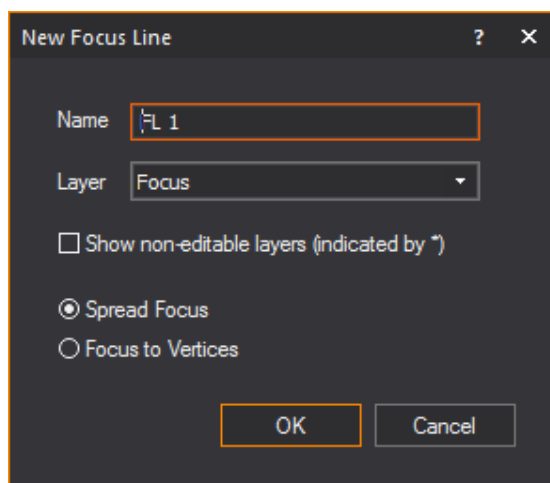 New Focus Line ? ×
Name FL 1
Layer Focus
Show non-editable layers (indicated by *)
Spread Focus
Focus to Vertices
OK Cancel